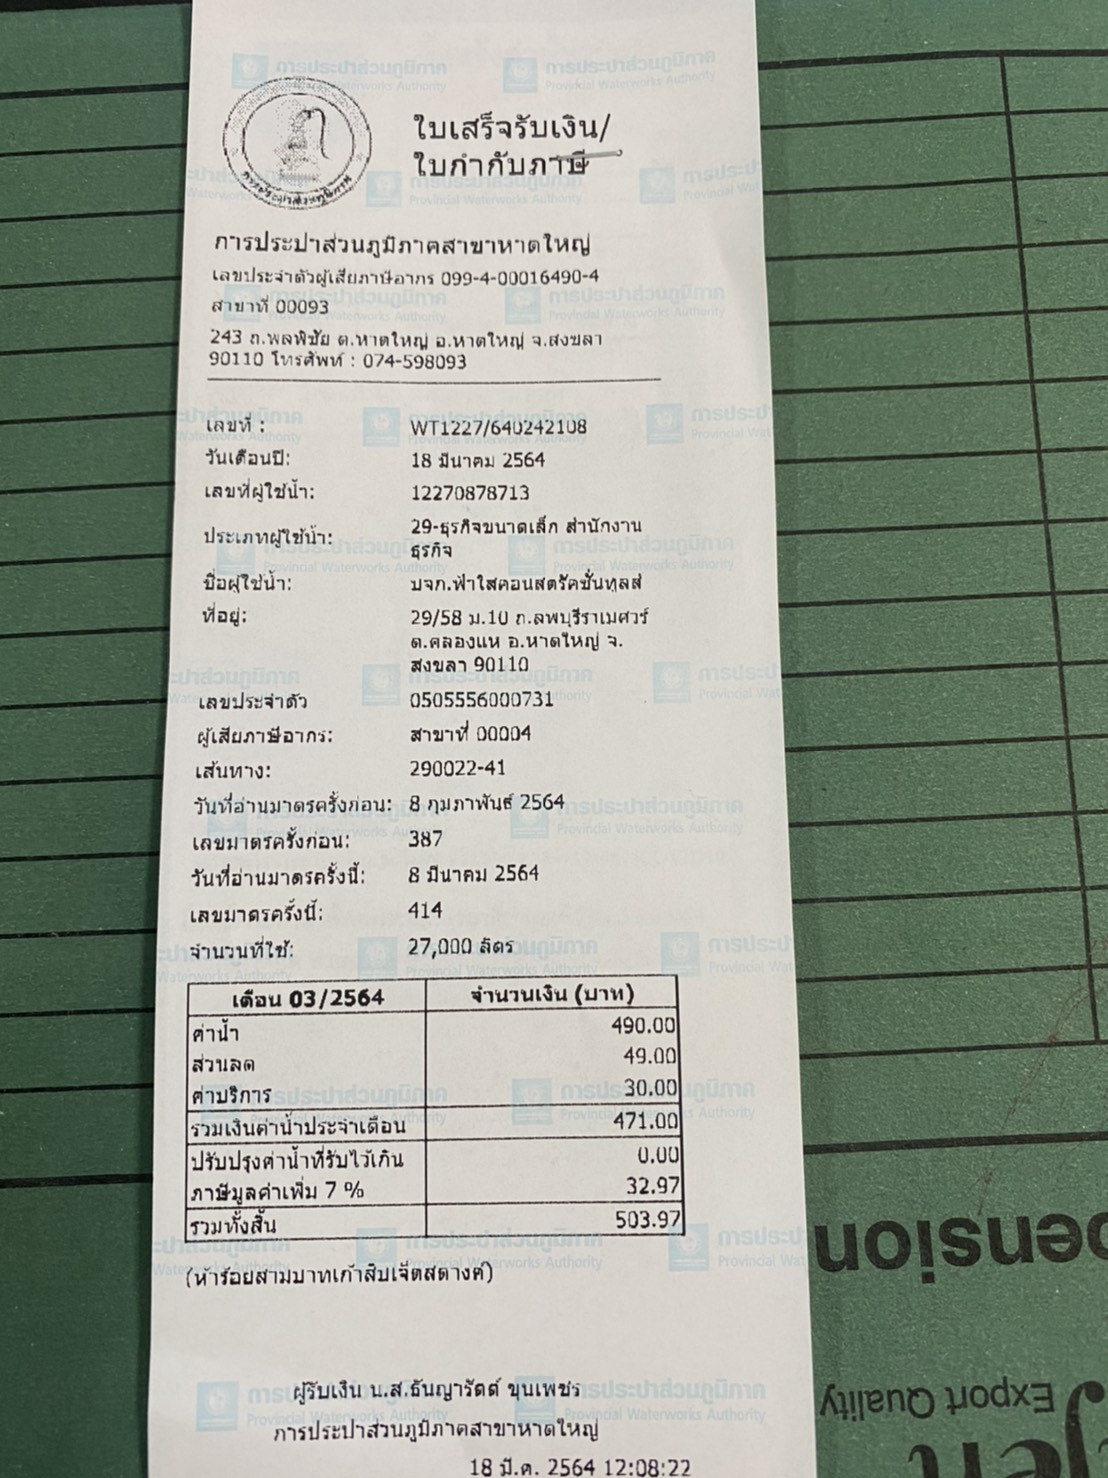 ใบเสร็จรับเงิน/
ใบกำกับภาษี
การประปาส่วนภูมิภาคสาขาหาดใหญ่
เลขประจำตัวผู้เสียภาษีอากร 099-4-00016490-4
สาขาที่ 00093
243 ถ.พลพิชัย ต.หาดใหญ่ อ.หาดใหญ่ จ.สงขลา
90110 โทรศัพท์ : 074-598093
เลขที่ : WT1227/640242108
วันเดือนปี: 18 มีนาคม 2564
เลขที่ผู้ใช้น้ำ: 12270878713
ประเภทผู้ใช้น้ำ: 29-ธุรกิจขนาดเล็ก สำนักงาน
ธุรกิจ
ชื่อผู้ใช้น้ำ: บจก.ฟ้าใสคอนสตรัคชั่นทูลส์
ที่อยู่: 29/58 ม.10 ถ.ลพบุรีราเมศวร์
ต.คลองแห อ.หาดใหญ่ จ.
สงขลา 90110
เลขประจำตัว 0505556000731
ผู้เสียภาษีอากร: สาขาที่ 00004
เส้นทาง: 290022-41
วันที่อ่านมาตรครั้งก่อน: 8 กุมภาพันธ์ 2564
เลขมาตรครั้งก่อน: 387
วันที่อ่านมาตรครั้งนี้: 8 มีนาคม 2564
เลขมาตรครั้งนี้: 414
จำนวนที่ใช้: 27,000 ลิตร
เดือน 03/2564 จำนวนเงิน (บาท)
ค่าน้ำ 490.00
ส่วนลด 49.00
ค่าบริการ 30.00
รวมเงินค่าน้ำประจำเดือน 471.00
ปรับปรุงค่าน้ำที่รับไว้เกิน 0.00
ภาษีมูลค่าเพิ่ม 7 % 32.97
รวมทั้งสิ้น 503.97
(ห้าร้อยสามบาทเก้าสิบเจ็ดสตางค์)
ผู้รับเงิน น.ส.ธันญารัตต์ ขุนเพชร
การประปาส่วนภูมิภาคสาขาหาดใหญ่
18 มี.ค. 2564 12:08:22
pension
Export Quality